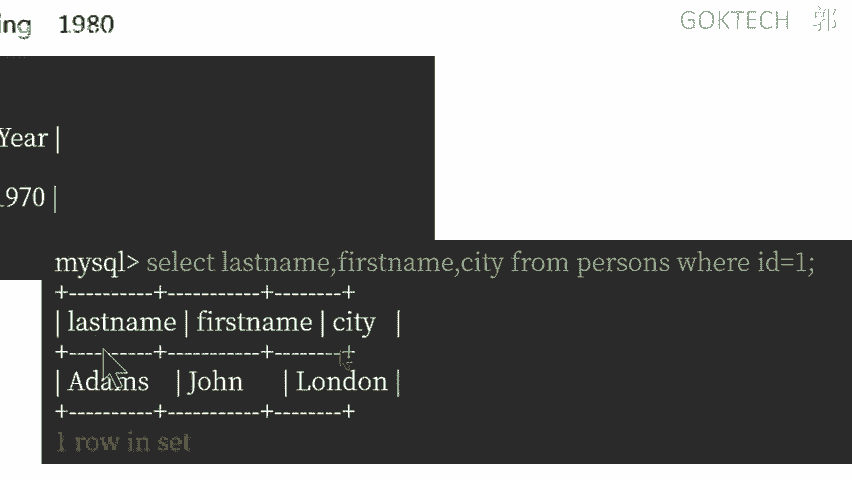 ing 1980
GOKTECH 郭
Year |
1970 |
mysql> select lastname,firstname,city from persons where id=1;
+----------+-----------+--------+
| lastname | firstname | city |
+----------+-----------+--------+
| Adams | John | London |
+----------+-----------+--------+
1 row in set